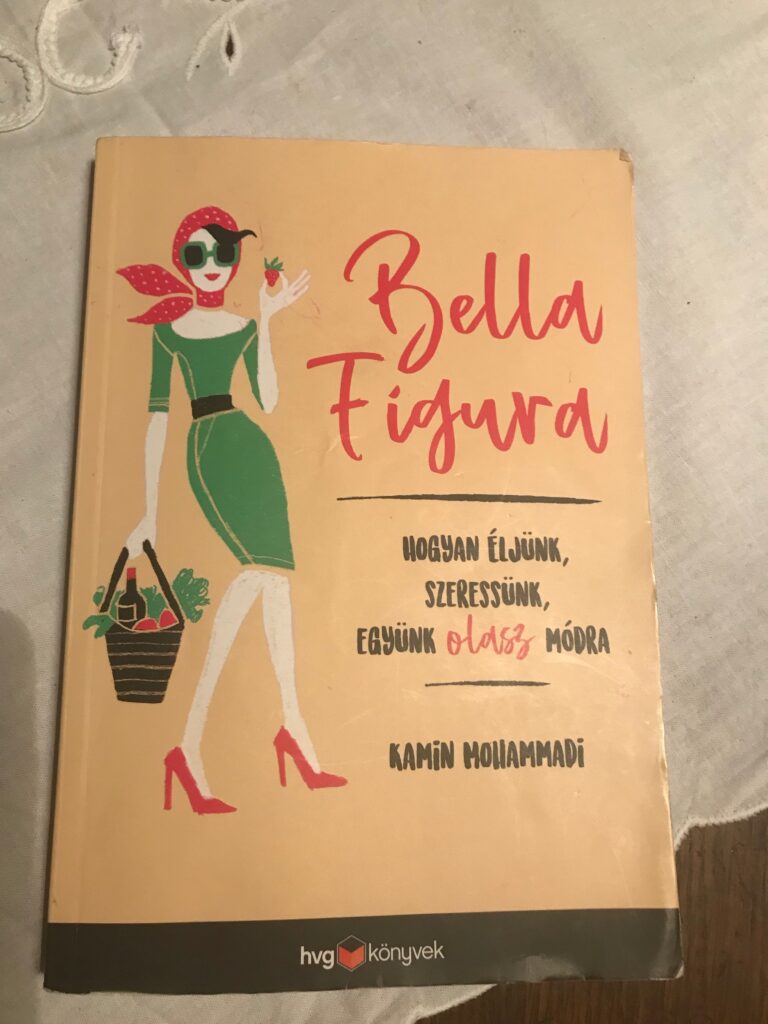 Bella
Figura
HOGYAN ÉLJÜNK,
SZERESSÜNK,
EGYÜNK olasz MÓDRA
KAMIN MOHAMMADI
hvg könyvek